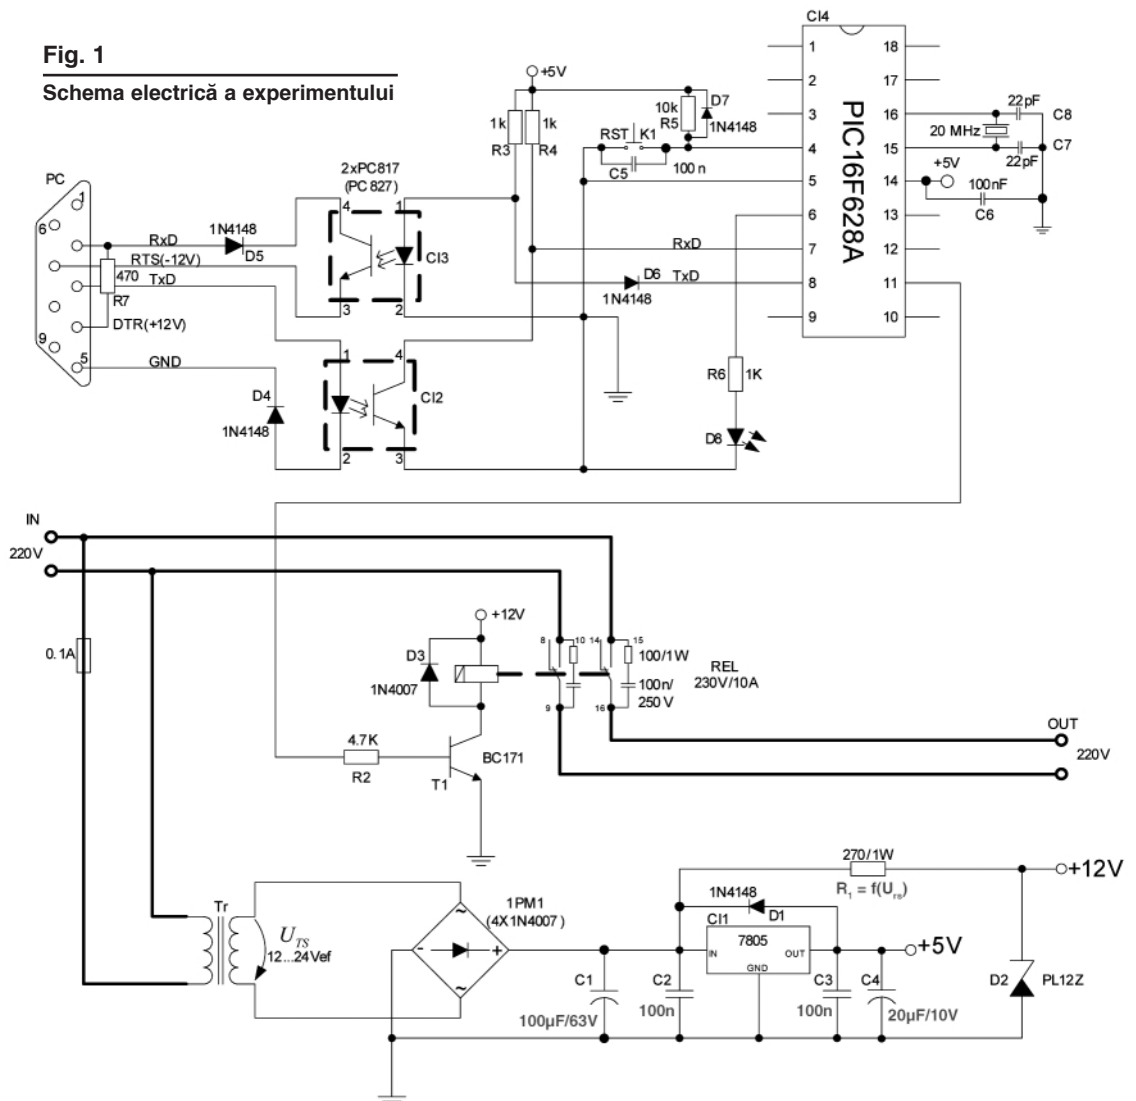 Fig. 1
Schema electrică a experimentului
CI4
PIC16F628A
1
2
3
4
5
6
7
8
9
18
17
16
15
14
13
12
11
10
+5V
1k
1k
R3
R4
10k
R5
D7
1N4148
RST
K1
C5
100 n
22pF
C8
20 MHz
C7
22pF
+5V
100nF
C6
2xPC817
(PC 827)
PC
1
6
9
5
RxD
1N4148
D5
RTS(-12V)
470
TxD
R7
DTR(+12V)
GND
4
1
CI3
3
2
RxD
D6
TxD
1N4148
1
4
CI2
2
3
D4
1N4148
R6
1K
D8
IN
220V
0.1A
+12V
D3
1N4007
8
10
14
15
100/1W
100n/
250 V
9
16
REL
230V/10A
OUT
220V
4.7K
R2
BC171
T1
Tr
U TS
12...24Vef
1PM1
(4X1N4007)
~
-
+
~
270/1W
R1 = f(Urs)
+12V
1N4148
D1
CI1
7805
IN
OUT
GND
+5V
C1
100µF/63V
C2
100n
C3
100n
C4
20µF/10V
D2
PL12Z